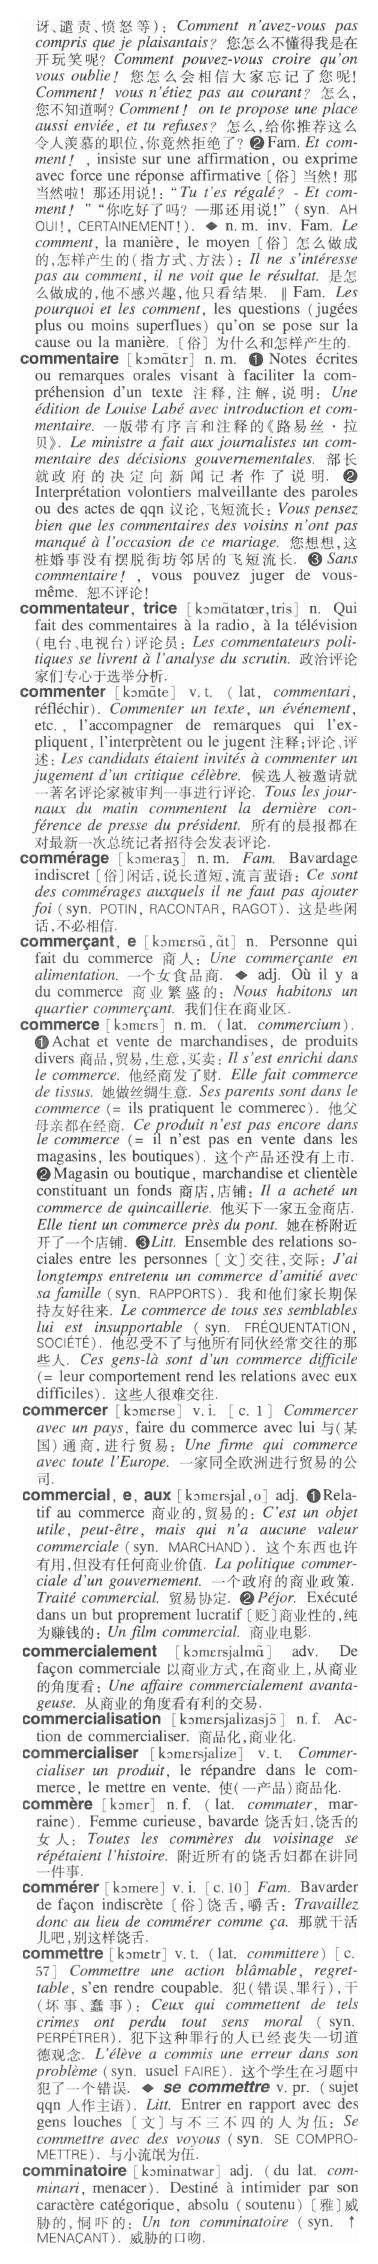 讶、谴责、愤怒等)：Comment n'avez-vous pas
compris que je plaisantais? 您怎么不懂得我是在
开玩笑呢? Comment pouvez-vous croire qu'on
vous oublie! 您怎么会相信大家忘记了您呢!
Comment! vous n'étiez pas au courant? 怎么,
您不知道啊? Comment! on te propose une place
aussi enviée, et tu refuses? 怎么,给你推荐这么
令人羡慕的职位,你竟然拒绝了? ❷ Fam. Et com-
ment! , insiste sur une affirmation, ou exprime
avec force une réponse affirmative〔俗〕当然! 那
当然啦! 那还用说!：“Tu t'es régalé? - Et com-
ment!” “你吃好了吗? —那还用说!” (syn. AH
OUI!, CERTAINEMENT!). ◆ n. m. inv. Fam. Le
comment, la manière, le moyen〔俗〕怎么做成
的,怎样产生的(指方式、方法)：Il ne s'intéresse
pas au comment, il ne voit que le résultat. 是怎
么做成的,他不感兴趣,他只看结果. ‖ Fam. Les
pourquoi et les comment, les questions (jugées
plus ou moins superflues) qu'on se pose sur la
cause ou la manière.〔俗〕为什么和怎样产生的.
commentaire [kɔmɑ̃tɛr] n. m. ❶ Notes écrites
ou remarques orales visant à faciliter la com-
préhension d'un texte 注释,注解,说明：Une
édition de Louise Labé avec introduction et com-
mentaire. 一版带有序言和注释的《路易丝・拉
贝》. Le ministre a fait aux journalistes un com-
mentaire des décisions gouvernementales. 部长
就政府的决定向新闻记者作了说明. ❷
Interprétation volontiers malveillante des paroles
ou des actes de qqn 议论,飞短流长：Vous pensez
bien que les commentaires des voisins n'ont pas
manqué à l'occasion de ce mariage. 您想想,这
桩婚事没有摆脱街坊邻居的飞短流长. ❸ Sans
commentaire! , vous pouvez juger de vous-
même. 恕不评论!
commentateur, trice [kɔmɑ̃tatœr,tris] n. Qui
fait des commentaires à la radio, à la télévision
(电台、电视台)评论员：Les commentateurs poli-
tiques se livrent à l'analyse du scrutin. 政治评论
家们专心于选举分析.
commenter [kɔmɑ̃te] v. t. (lat, commentari,
réfléchir). Commenter un texte, un événement,
etc. , l'accompagner de remarques qui l'ex-
pliquent, l'interprètent ou le jugent 注释;评论、评
述：Les candidats étaient invités à commenter un
jugement d'un critique célèbre. 候选人被邀请就
一著名评论家被审判一事进行评论. Tous les jour-
naux du matin commentent la dernière con-
férence de presse du président. 所有的晨报都在
对最新一次总统记者招待会发表评论.
commérage [kɔmeraʒ] n. m. Fam. Bavardage
indiscret〔俗〕闲话,说长道短,流言蜚语：Ce sont
des commérages auxquels il ne faut pas ajouter
foi (syn. POTIN, RACONTAR, RAGOT). 这是些闲
话,不必相信.
commerçant, e [kɔmɛrsɑ̃, ɑ̃t] n. Personne qui
fait du commerce 商人：Une commerçante en
alimentation. 一个女食品商. ◆ adj. Où il y a
du commerce 商业繁盛的：Nous habitons un
quartier commerçant. 我们住在商业区.
commerce [kɔmɛrs] n. m. (lat. commercium).
❶ Achat et vente de marchandises, de produits
divers 商品,贸易,生意,买卖：Il s'est enrichi dans
le commerce. 他经商发了财. Elle fait commerce
de tissus. 她做丝绸生意. Ses parents sont dans le
commerce (= ils pratiquent le commerec). 他父
母亲都在经商. Ce produit n'est pas encore dans
le commerce (= il n'est pas en vente dans les
magasins, les boutiques). 这个产品还没有上市.
❷ Magasin ou boutique, marchandise et clientèle
constituant un fonds 商店,店铺：Il a acheté un
commerce de quincaillerie. 他买下一家五金商店.
Elle tient un commerce près du pont. 她在桥附近
开了一个店铺. ❸ Litt. Ensemble des relations so-
ciales entre les personnes〔文〕交往,交际：J'ai
longtemps entretenu un commerce d'amitié avec
sa famille (syn. RAPPORTS). 我和他们家长期保
持友好往来. Le commerce de tous ses semblables
lui est insupportable (syn. FRÉQUENTATION,
SOCIÉTÉ). 他忍受不了与他所有同伙经常交往的那
些人. Ces gens-là sont d'un commerce difficile
(= leur comportement rend les relations avec eux
difficiles). 这些人很难交往.
commercer [kɔmɛrse] v. i. [c. 1] Commercer
avec un pays, faire du commerce avec lui 与(某
国)通商,进行贸易：Une firme qui commerce
avec toute l'Europe. 一家同全欧洲进行贸易的公
司.
commercial, e, aux [kɔmɛrsjal,o] adj. ❶ Rela-
tif au commerce 商业的,贸易的：C'est un objet
utile, peut-être, mais qui n'a aucune valeur
commerciale (syn. MARCHAND). 这个东西也许
有用,但没有任何商业价值. La politique commer-
ciale d'un gouvernement. 一个政府的商业政策.
Traité commercial. 贸易协定. ❷ Péjor. Exécuté
dans un but proprement lucratif〔贬〕商业性的,纯
为赚钱的：Un film commercial. 商业电影.
commercialement [kɔmɛrsjalmɑ̃] adv. De
façon commerciale 以商业方式,在商业上,从商业
的角度看：Une affaire commercialement avanta-
geuse. 从商业的角度看有利的交易.
commercialisation [kɔmɛrsjalizasjɔ̃] n. f. Ac-
tion de commercialiser. 商品化,商业化.
commercialiser [kɔmɛrsjalize] v. t. Commer-
cialiser un produit, le répandre dans le com-
merce, le mettre en vente. 使(一产品)商品化.
commère [kɔmɛr] n. f. (lat. commater, mar-
raine). Femme curieuse, bavarde 饶舌妇,饶舌的
女人：Toutes les commères du voisinage se
répétaient l'histoire. 附近所有的饶舌妇都在讲同
一件事.
commérer [kɔmere] v. i. [c. 10] Fam. Bavarder
de façon indiscrète〔俗〕饶舌,嚼舌：Travaillez
donc au lieu de commérer comme ça. 那就干活
儿吧,别这样饶舌.
commettre [kɔmɛtr] v. t. (lat. committere) [c.
57] Commettre une action blâmable, regret-
table, s'en rendre coupable. 犯(错误、罪行),干
(坏事、蠢事)：Ceux qui commettent de tels
crimes ont perdu tout sens moral (syn.
PERPÉTRER). 犯下这种罪行的人已经丧失一切道
德观念. L'élève a commis une erreur dans son
problème (syn. usuel FAIRE). 这个学生在习题中
犯了一个错误. ◆ se commettre v. pr. (sujet
qqn 人作主语). Litt. Entrer en rapport avec des
gens louches〔文〕与不三不四的人为伍：Se
commettre avec des voyous (syn. SE COMPRO-
METTRE). 与小流氓为伍.
comminatoire [kɔminatwar] adj. (du lat. com-
minari, menacer). Destiné à intimider par son
caractère catégorique, absolu (soutenu)〔雅〕威
胁的,恫吓的：Un ton comminatoire (syn. ↑
MENAÇANT). 威胁的口吻.